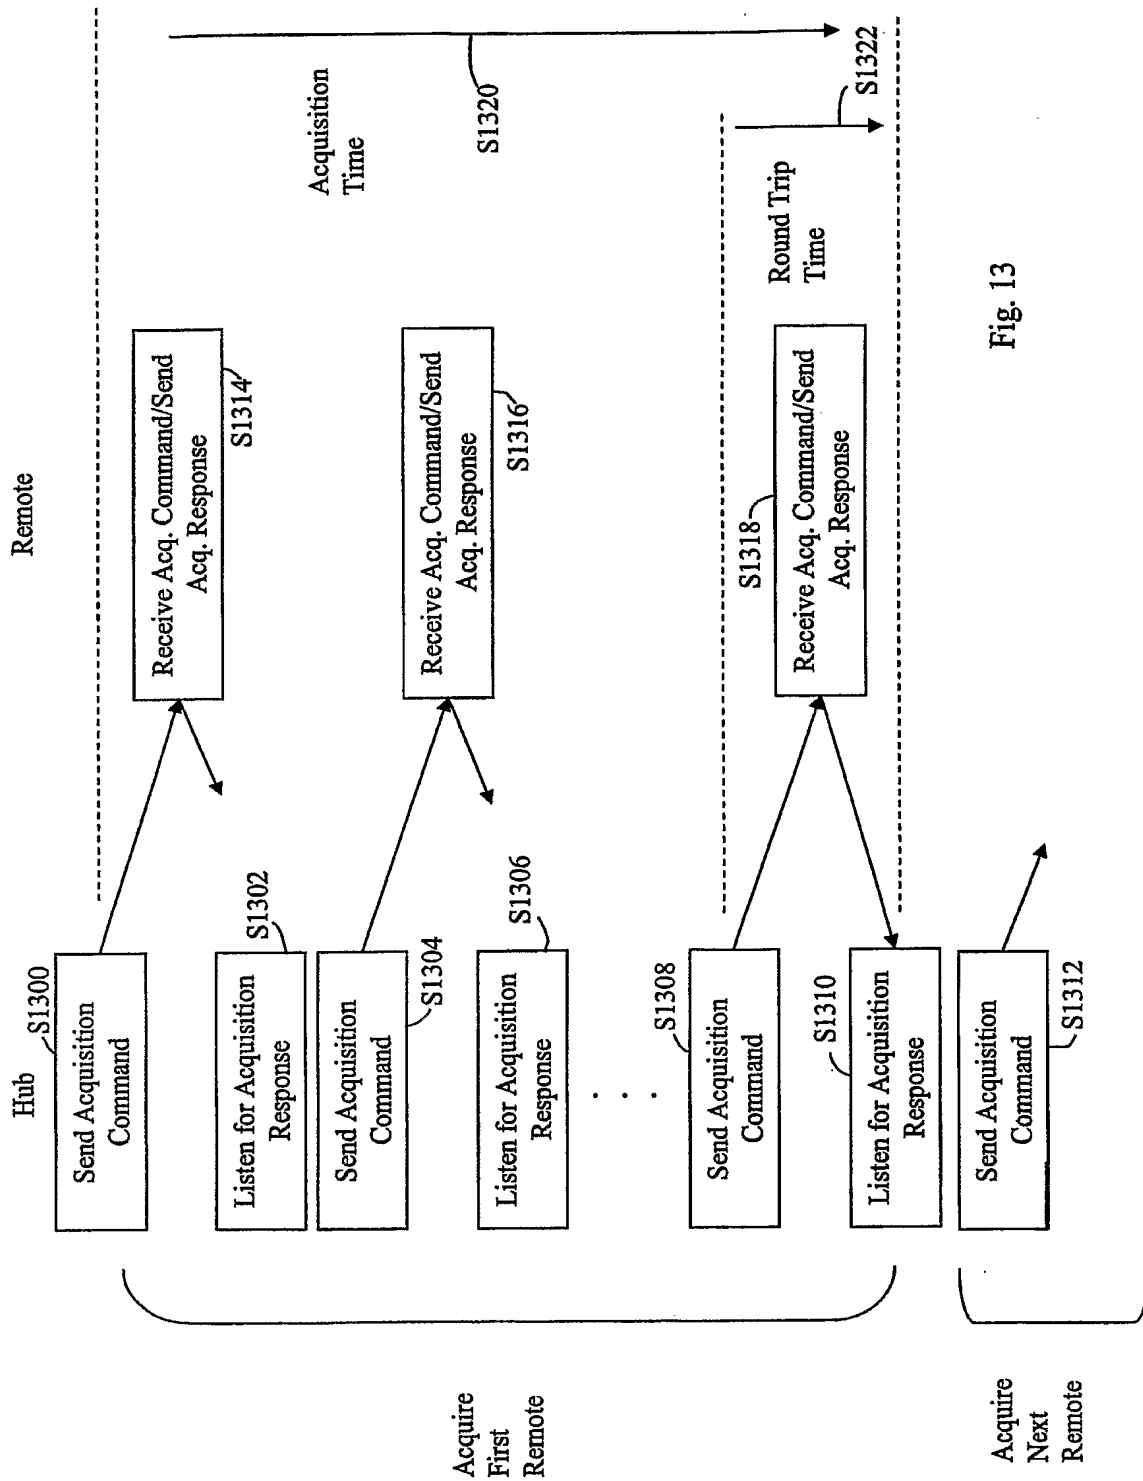 Hub
Remote
S1300
Send Acquisition
Command
Receive Acq. Command/Send
Acq. Response
S1314
S1302
Listen for Acquisition
Response
Send Acquisition
Command
S1304
Receive Acq. Command/Send
Acq. Response
S1316
S1306
Listen for Acquisition
Response
. . .
S1308
Send Acquisition
Command
S1318
Receive Acq. Command/Send
Acq. Response
S1310
Listen for Acquisition
Response
Send Acquisition
Command
S1312
Acquire
First
Remote
Acquire
Next
Remote
Acquisition
Time
S1320
Round Trip
Time
S1322
Fig. 13